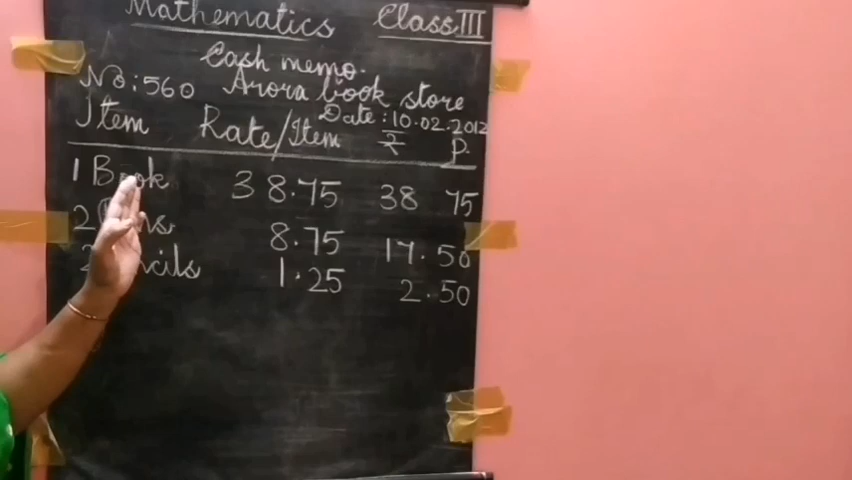 Mathematics Class III
Cash memo.
No: 560 Arora book store
Date: 10.02.2012
Item Rate/Item ₹ P.
1 Book 38.75 38 75
2 8.75 17.50
1.25 2.50